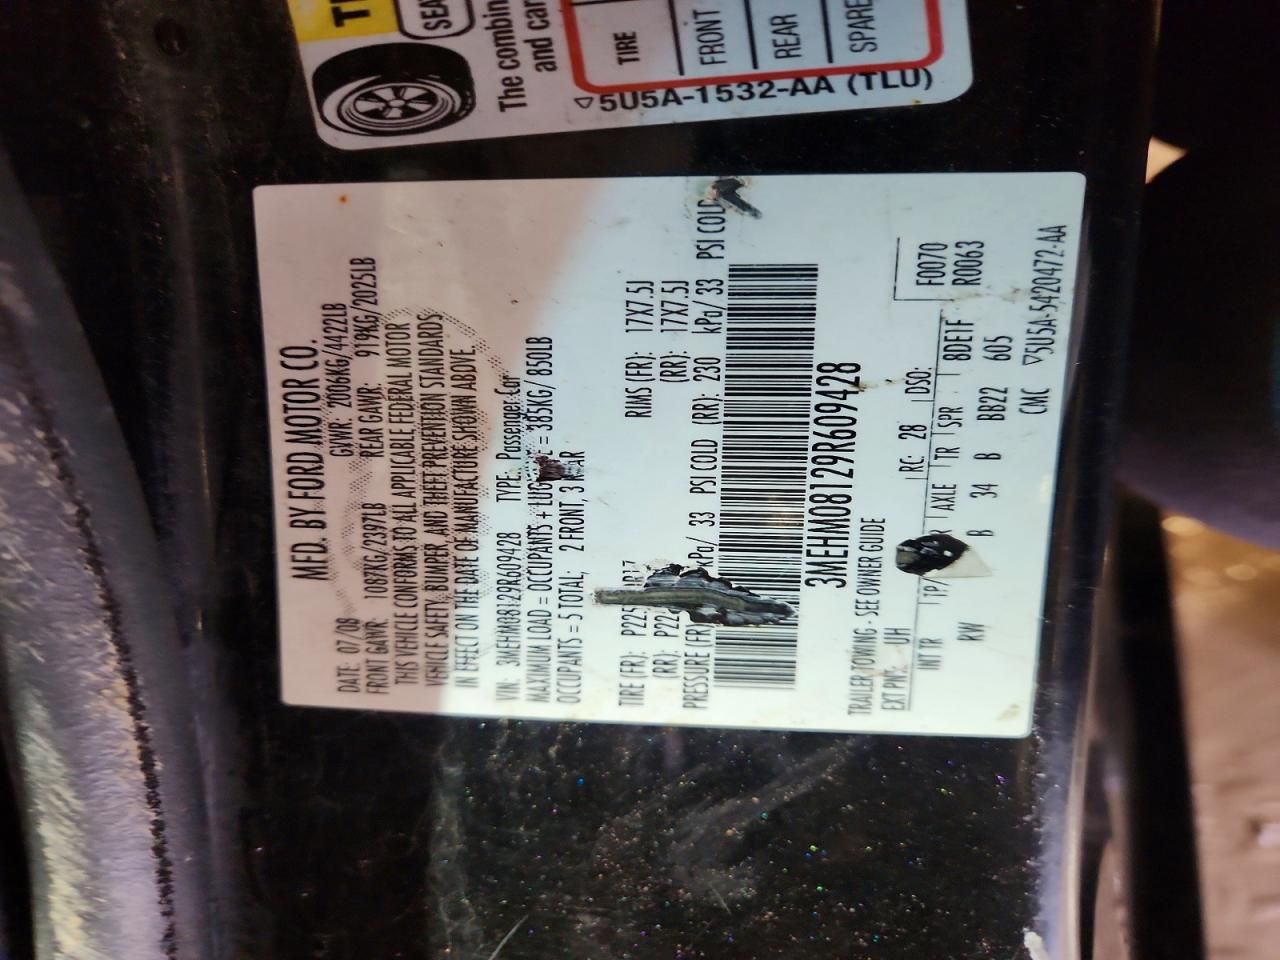 SEA
The combin
and car
TIRE
FRONT
REAR
SPARE
5U5A-1532-AA (TLU)
MFD. BY FORD MOTOR CO.
DATE: 07/08 GVWR: 2006KG/4422LB
FRONT GAWR: 1087KG/2397LB REAR GAWR: 919KG/2025LB
THIS VEHICLE CONFORMS TO ALL APPLICABLE FEDERAL MOTOR
VEHICLE SAFETY, BUMPER, AND THEFT PREVENTION STANDARDS
IN EFFECT ON THE DATE OF MANUFACTURE SHOWN ABOVE.
VIN: 3MEHM08129R609428 TYPE: Passenger Car
MAXIMUM LOAD = OCCUPANTS + LUG E = 385KG/ 850LB
OCCUPANTS = 5 TOTAL; 2 FRONT, 3 R AR
TIRE (FR): P225 R17 RIMS (FR): 17X7.5J
(RR): P22 (RR): 17X7.5J
PRESSURE (FR kPa/ 33 PSI COLD (RR): 230 kPa/ 33 PSI COLD
3MEHM08129R609428
TRAILER TOWING - SEE OWNER GUIDE
EXT PNT: UH RC: 28 DSO: F0070
INT TR TP/ AXLE TR SPR 8DE1F R0063
RW B 34 B BB22 605
CMC 5U5A-5420472-AA